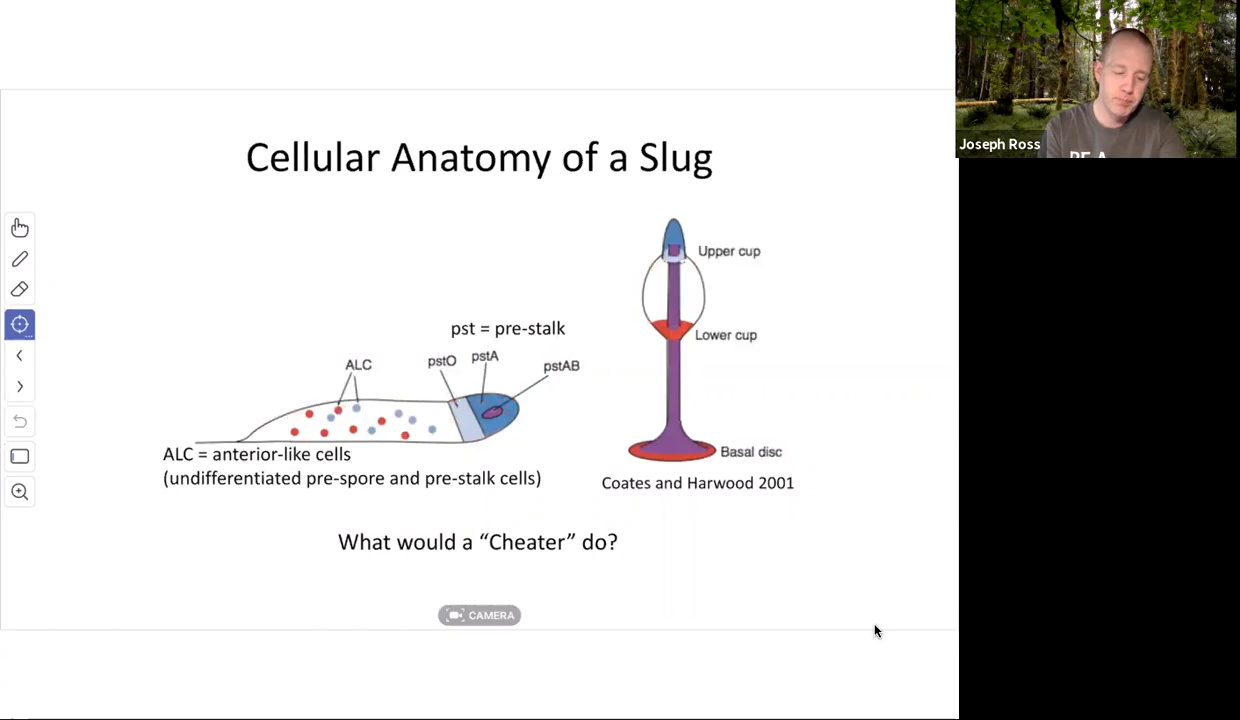 Joseph Ross
BE A
Cellular Anatomy of a Slug
Upper cup
pst = pre-stalk
Lower cup
ALC
pstO
pstA
pstAB
ALC = anterior-like cells
(undifferentiated pre-spore and pre-stalk cells)
Basal disc
Coates and Harwood 2001
What would a “Cheater” do?
CAMERA